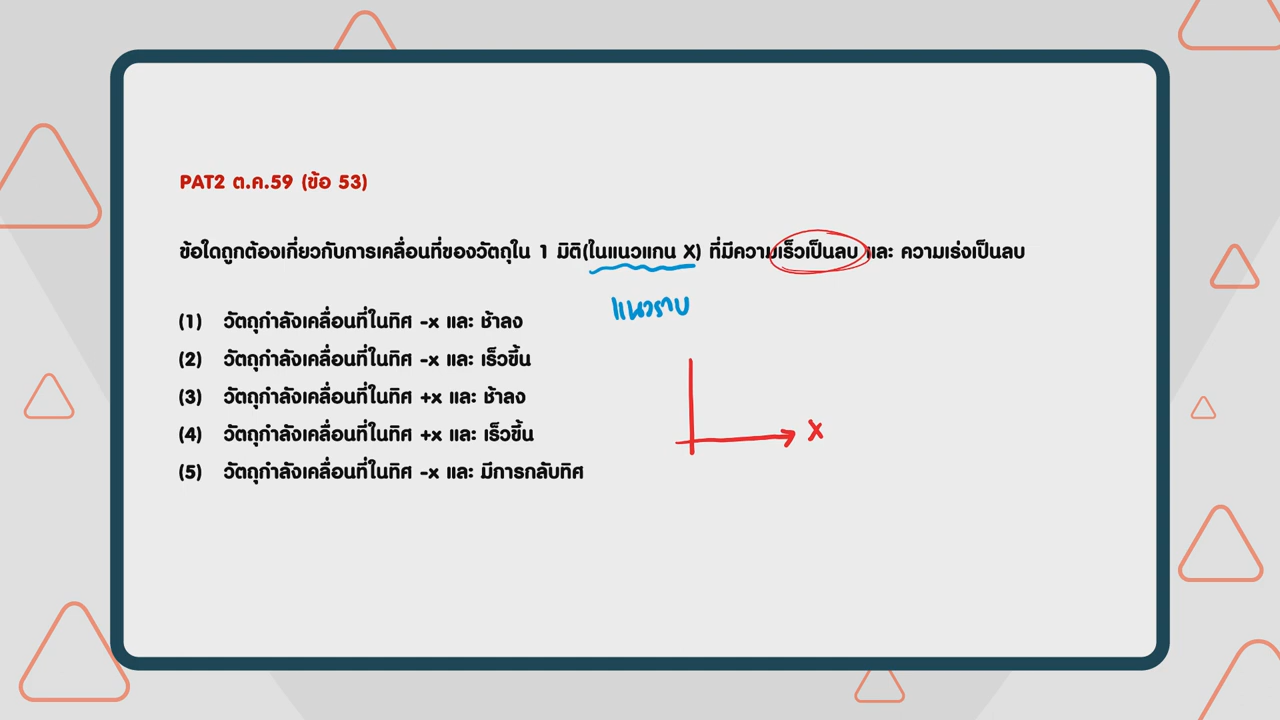 PAT2 ต.ค.59 (ข้อ 53)
ข้อใดถูกต้องเกี่ยวกับการเคลื่อนที่ของวัตถุใน 1 มิติ(ในแนวแกน X) ที่มีความเร็วเป็นลบ และ ความเร่งเป็นลบ
แนวราบ
(1) วัตถุกำลังเคลื่อนที่ในทิศ -x และ ช้าลง
(2) วัตถุกำลังเคลื่อนที่ในทิศ -x และ เร็วขึ้น
(3) วัตถุกำลังเคลื่อนที่ในทิศ +x และ ช้าลง
(4) วัตถุกำลังเคลื่อนที่ในทิศ +x และ เร็วขึ้น
X
(5) วัตถุกำลังเคลื่อนที่ในทิศ -x และ มีการกลับทิศ